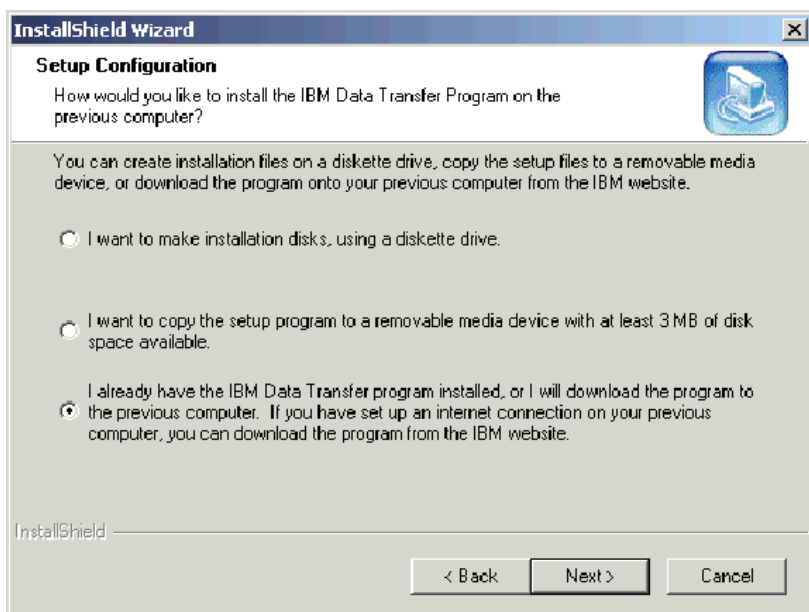 InstallShield Wizard
Setup Configuration
How would you like to install the IBM Data Transfer Program on the
previous computer?
You can create installation files on a diskette drive, copy the setup files to a removable media
device, or download the program onto your previous computer from the IBM website.
I want to make installation disks, using a diskette drive.
I want to copy the setup program to a removable media device with at least 3 MB of disk
space available.
I already have the IBM Data Transfer program installed, or I will download the program to
the previous computer. If you have set up an internet connection on your previous
computer, you can download the program from the IBM website.
InstallShield
< Back
Next >
Cancel